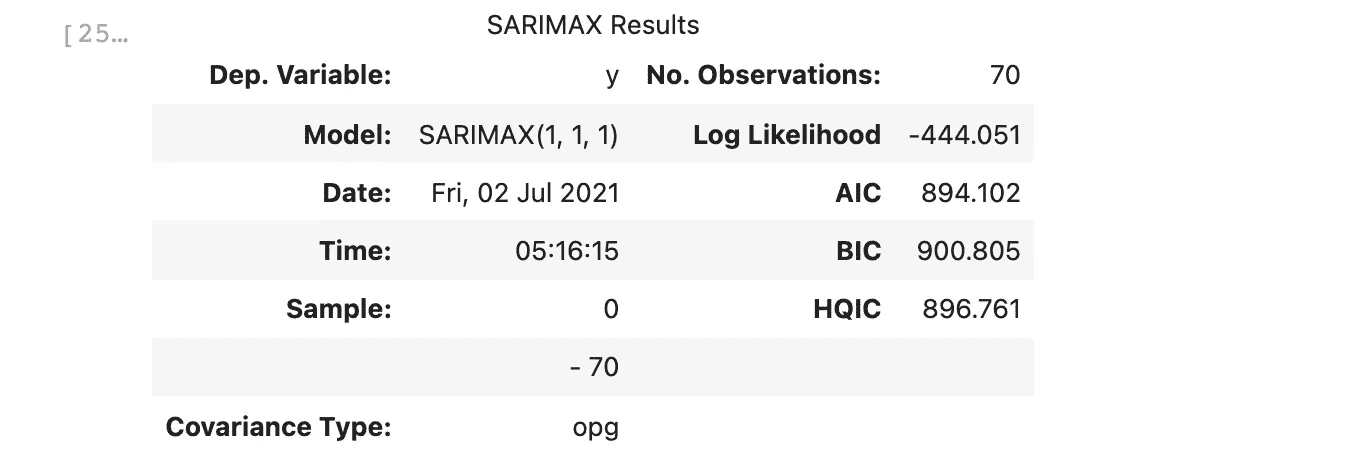 [25…
SARIMAX Results
Dep. Variable: y No. Observations: 70
Model: SARIMAX(1, 1, 1) Log Likelihood -444.051
Date: Fri, 02 Jul 2021 AIC 894.102
Time: 05:16:15 BIC 900.805
Sample: 0 HQIC 896.761
- 70
Covariance Type: opg